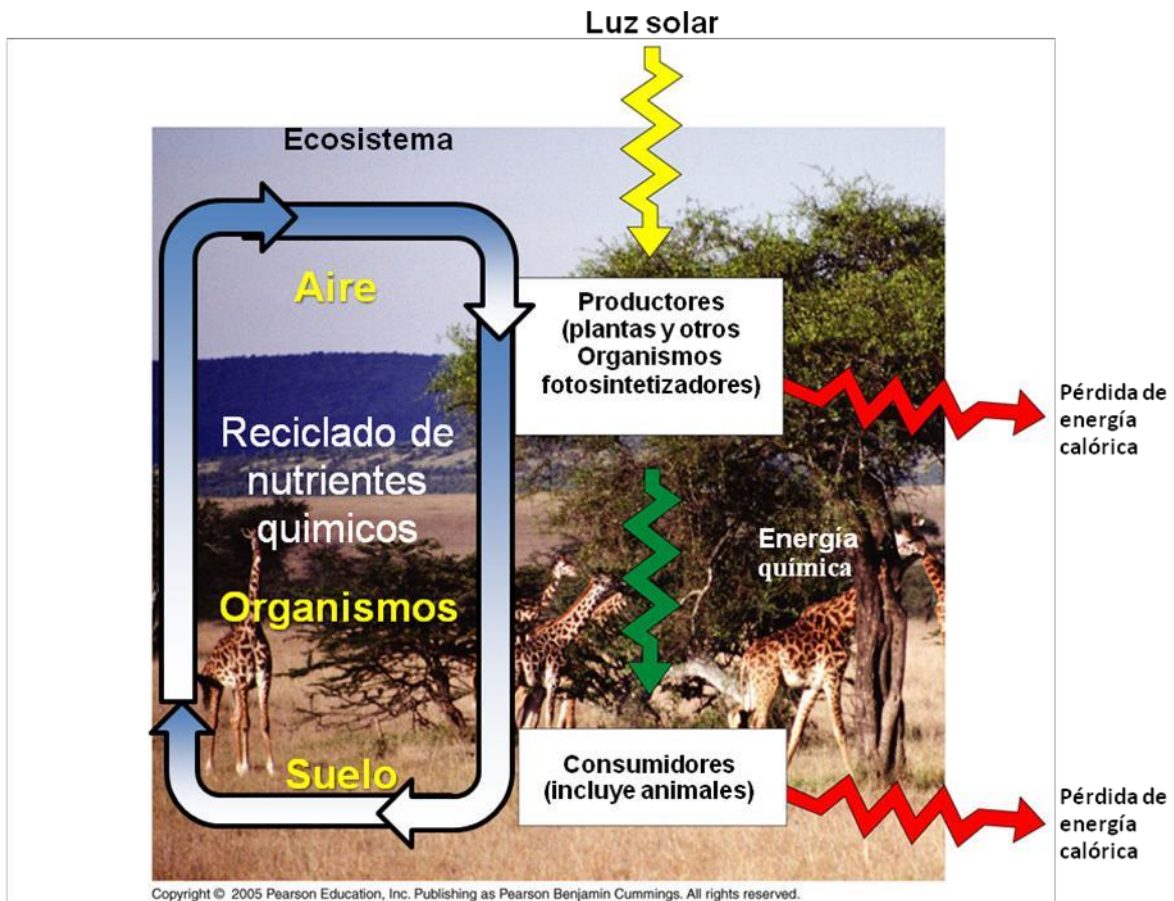 Luz solar
Ecosistema
Aire
Productores
(plantas y otros
Organismos
fotosintetizadores)
Pérdida de
energía
calórica
Reciclado de
nutrientes
quimicos
Energía
química
Organismos
Suelo
Consumidores
(incluye animales)
Pérdida de
energía
calórica
Copyright © 2005 Pearson Education, Inc. Publishing as Pearson Benjamin Cummings. All rights reserved.